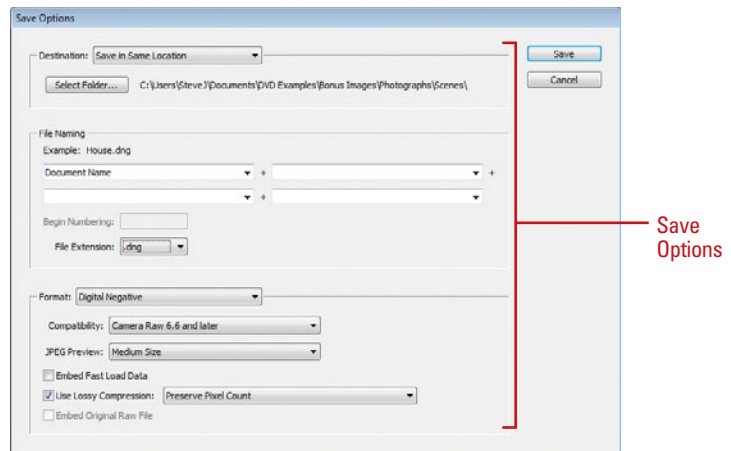 Save Options
Destination: Save in Same Location
Save
Select Folder... C:\Users\SteveJ\Documents\DVD Examples\Bonus Images\Photographs\Scenes\
Cancel
File Naming
Example: House.dng
Document Name + +
+
Begin Numbering:
File Extension: .dng
Save
Options
Format: Digital Negative
Compatibility: Camera Raw 6.6 and later
JPEG Preview: Medium Size
Embed Fast Load Data
Use Lossy Compression: Preserve Pixel Count
Embed Original Raw File